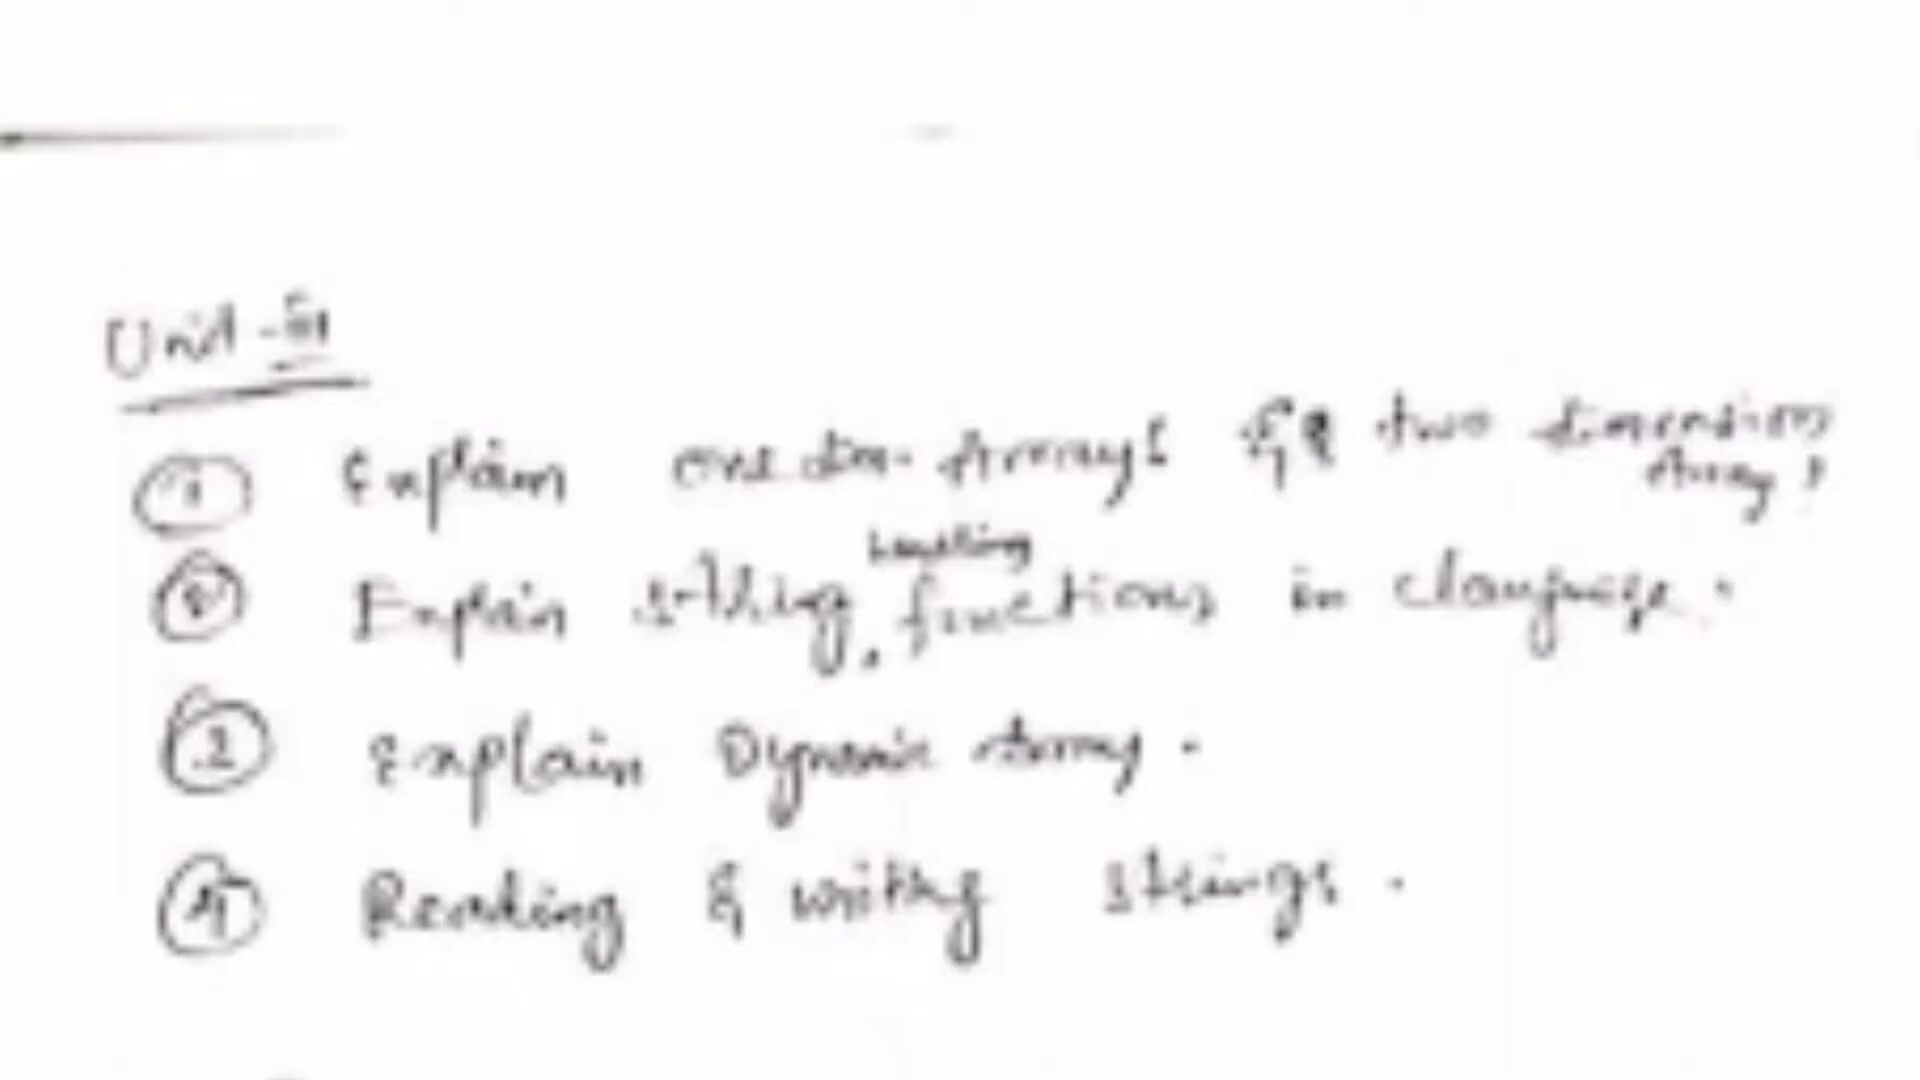 Unit - III
① Explain one dim. Arrays & two dimension Array?
② Explain string handling functions in c language.
③ Explain Dynamic Array.
④ Reading & writing strings.